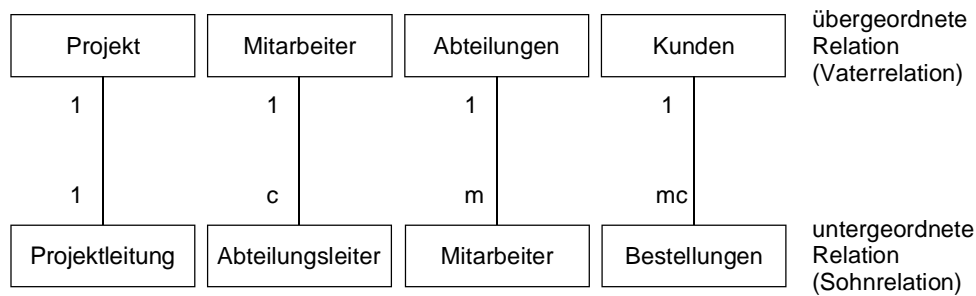 Projekt
Mitarbeiter
Abteilungen
Kunden
übergeordnete
Relation
(Vaterrelation)
1
1
1
1
1
c
m
mc
Projektleitung
Abteilungsleiter
Mitarbeiter
Bestellungen
untergeordnete
Relation
(Sohnrelation)